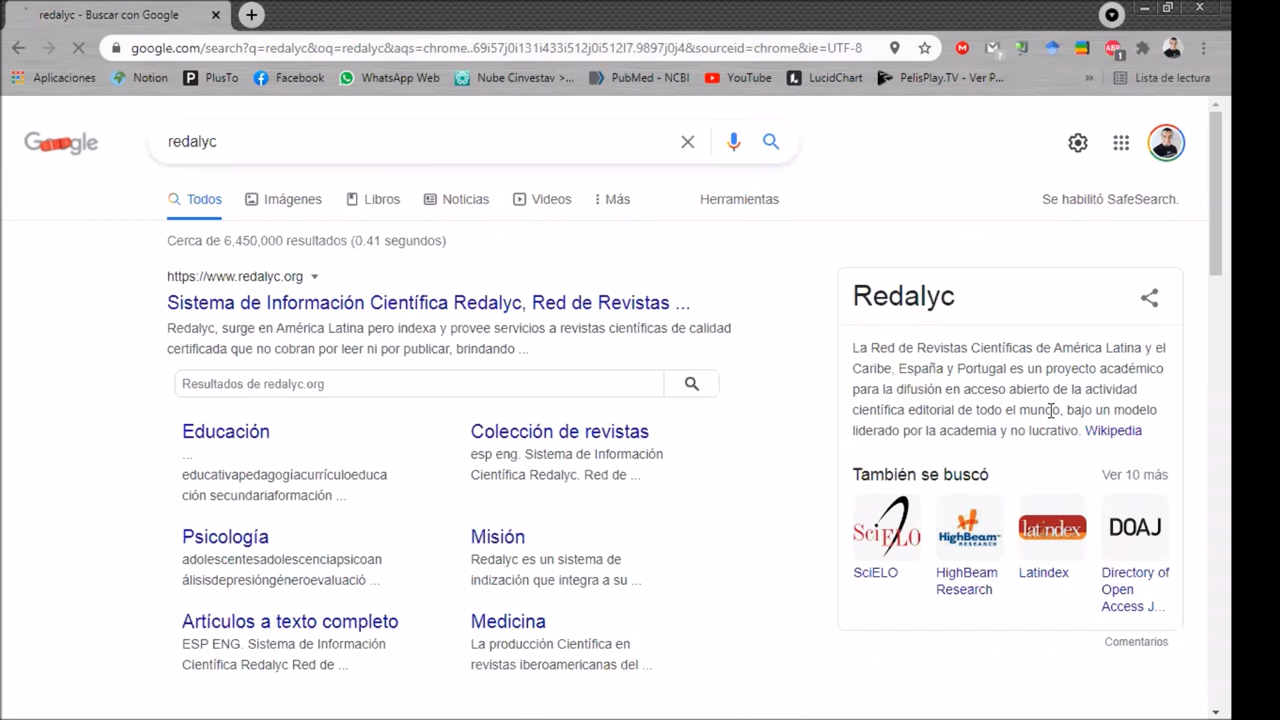 redalyc - Buscar con Google
google.com/search?q=redalyc&oq=redalyc&aqs=chrome..69i57j0i131i433i512j0i512l7.9897j0j4&sourceid=chrome&ie=UTF-8
Aplicaciones Notion PlusTo Facebook WhatsApp Web Nube Cinvestav >... PubMed - NCBI YouTube LucidChart PelisPlay.TV - Ver P... » Lista de lectura
Google
redalyc
Todos Imágenes Libros Noticias Videos Más Herramientas Se habilitó SafeSearch.
Cerca de 6,450,000 resultados (0.41 segundos)
https://www.redalyc.org
Sistema de Información Científica Redalyc, Red de Revistas ...
Redalyc, surge en América Latina pero indexa y provee servicios a revistas científicas de calidad
certificada que no cobran por leer ni por publicar, brindando ...
Resultados de redalyc.org
Educación
...
educativapedagogíacurrículoeduca
ción secundariaformación ...
Colección de revistas
esp eng. Sistema de Información
Científica Redalyc. Red de ...
Psicología
adolescentesadolescenciapsicoan
álisisdepresióngéneroevaluació ...
Misión
Redalyc es un sistema de
indización que integra a su ...
Artículos a texto completo
ESP ENG. Sistema de Información
Científica Redalyc Red de ...
Medicina
La producción Científica en
revistas iberoamericanas del ...
Redalyc
La Red de Revistas Científicas de América Latina y el
Caribe, España y Portugal es un proyecto académico
para la difusión en acceso abierto de la actividad
científica editorial de todo el mundo, bajo un modelo
liderado por la academia y no lucrativo. Wikipedia
También se buscó Ver 10 más
SciELO HighBeam RESEARCH latindex DOAJ
SciELO
HighBeam
Research
Latindex
Directory of
Open
Access J...
Comentarios